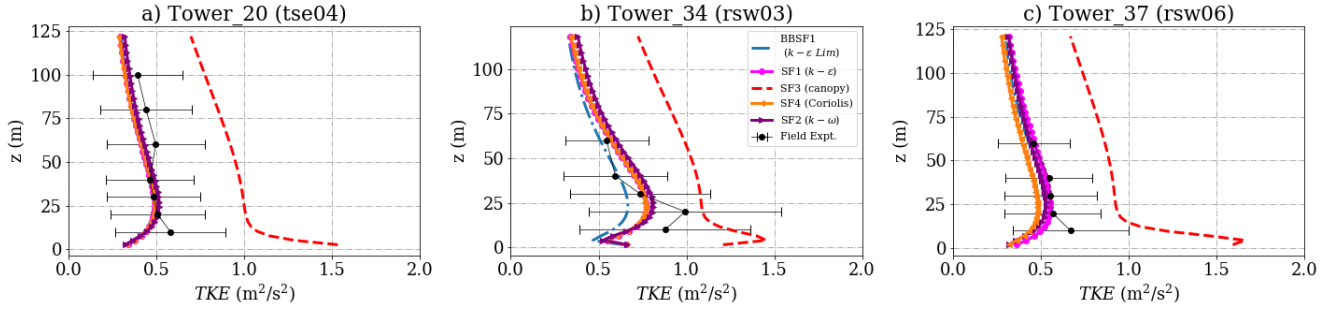 a) Tower_20 (tse04)
125
100
75
50
25
0
z (m)
0.0 0.5 1.0 1.5 2.0
TKE (m²/s²)
b) Tower_34 (rsw03)
100
75
50
25
0
z (m)
BBSF1
(k − ε Lim)
SF1 (k − ε)
SF3 (canopy)
SF4 (Coriolis)
SF2 (k − ω)
Field Expt.
0.0 0.5 1.0 1.5 2.0
TKE (m²/s²)
c) Tower_37 (rsw06)
125
100
75
50
25
0
z (m)
0.0 0.5 1.0 1.5 2.0
TKE (m²/s²)